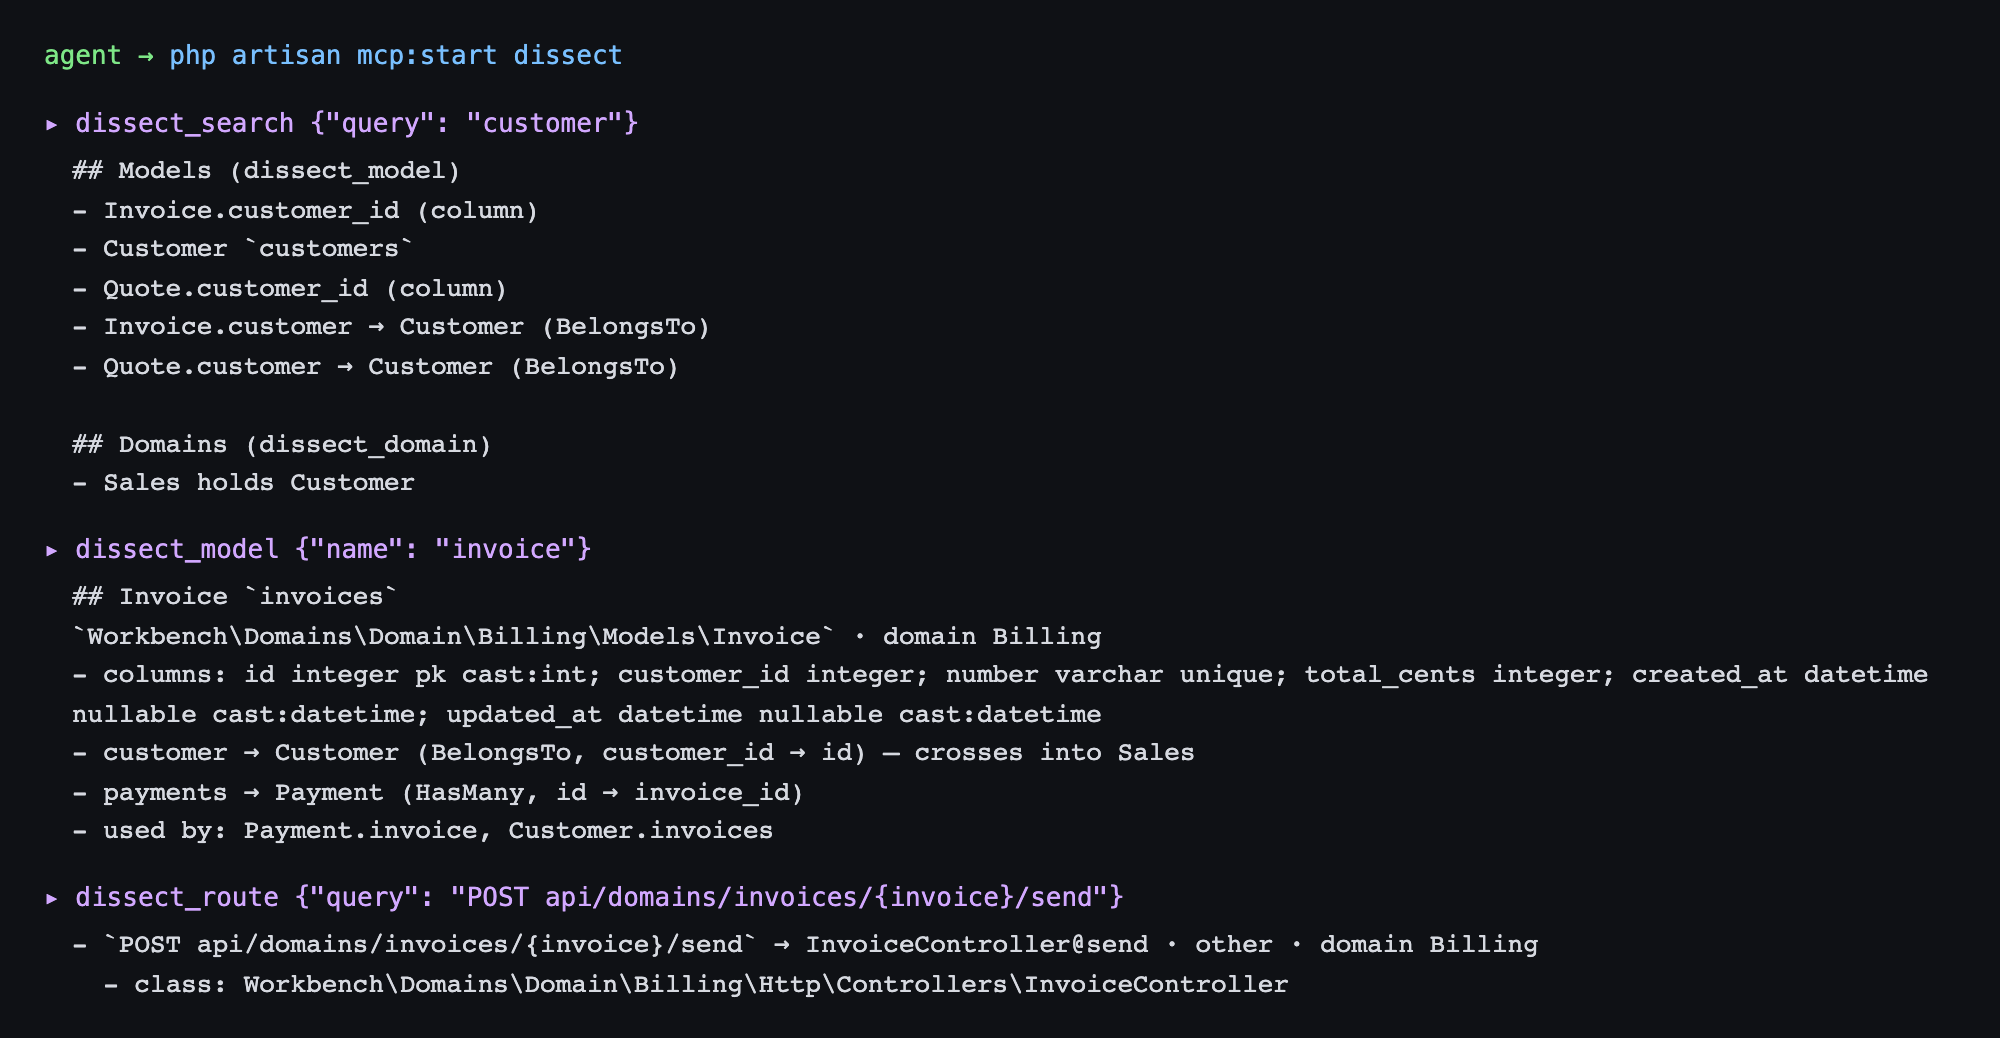 agent → php artisan mcp:start dissect
▸ dissect_search {"query": "customer"}
## Models (dissect_model)
- Invoice.customer_id (column)
- Customer `customers`
- Quote.customer_id (column)
- Invoice.customer → Customer (BelongsTo)
- Quote.customer → Customer (BelongsTo)
## Domains (dissect_domain)
- Sales holds Customer
▸ dissect_model {"name": "invoice"}
## Invoice `invoices`
`Workbench\Domains\Domain\Billing\Models\Invoice` · domain Billing
- columns: id integer pk cast:int; customer_id integer; number varchar unique; total_cents integer; created_at datetime
nullable cast:datetime; updated_at datetime nullable cast:datetime
- customer → Customer (BelongsTo, customer_id → id) — crosses into Sales
- payments → Payment (HasMany, id → invoice_id)
- used by: Payment.invoice, Customer.invoices
▸ dissect_route {"query": "POST api/domains/invoices/{invoice}/send"}
- `POST api/domains/invoices/{invoice}/send` → InvoiceController@send · other · domain Billing
- class: Workbench\Domains\Domain\Billing\Http\Controllers\InvoiceController